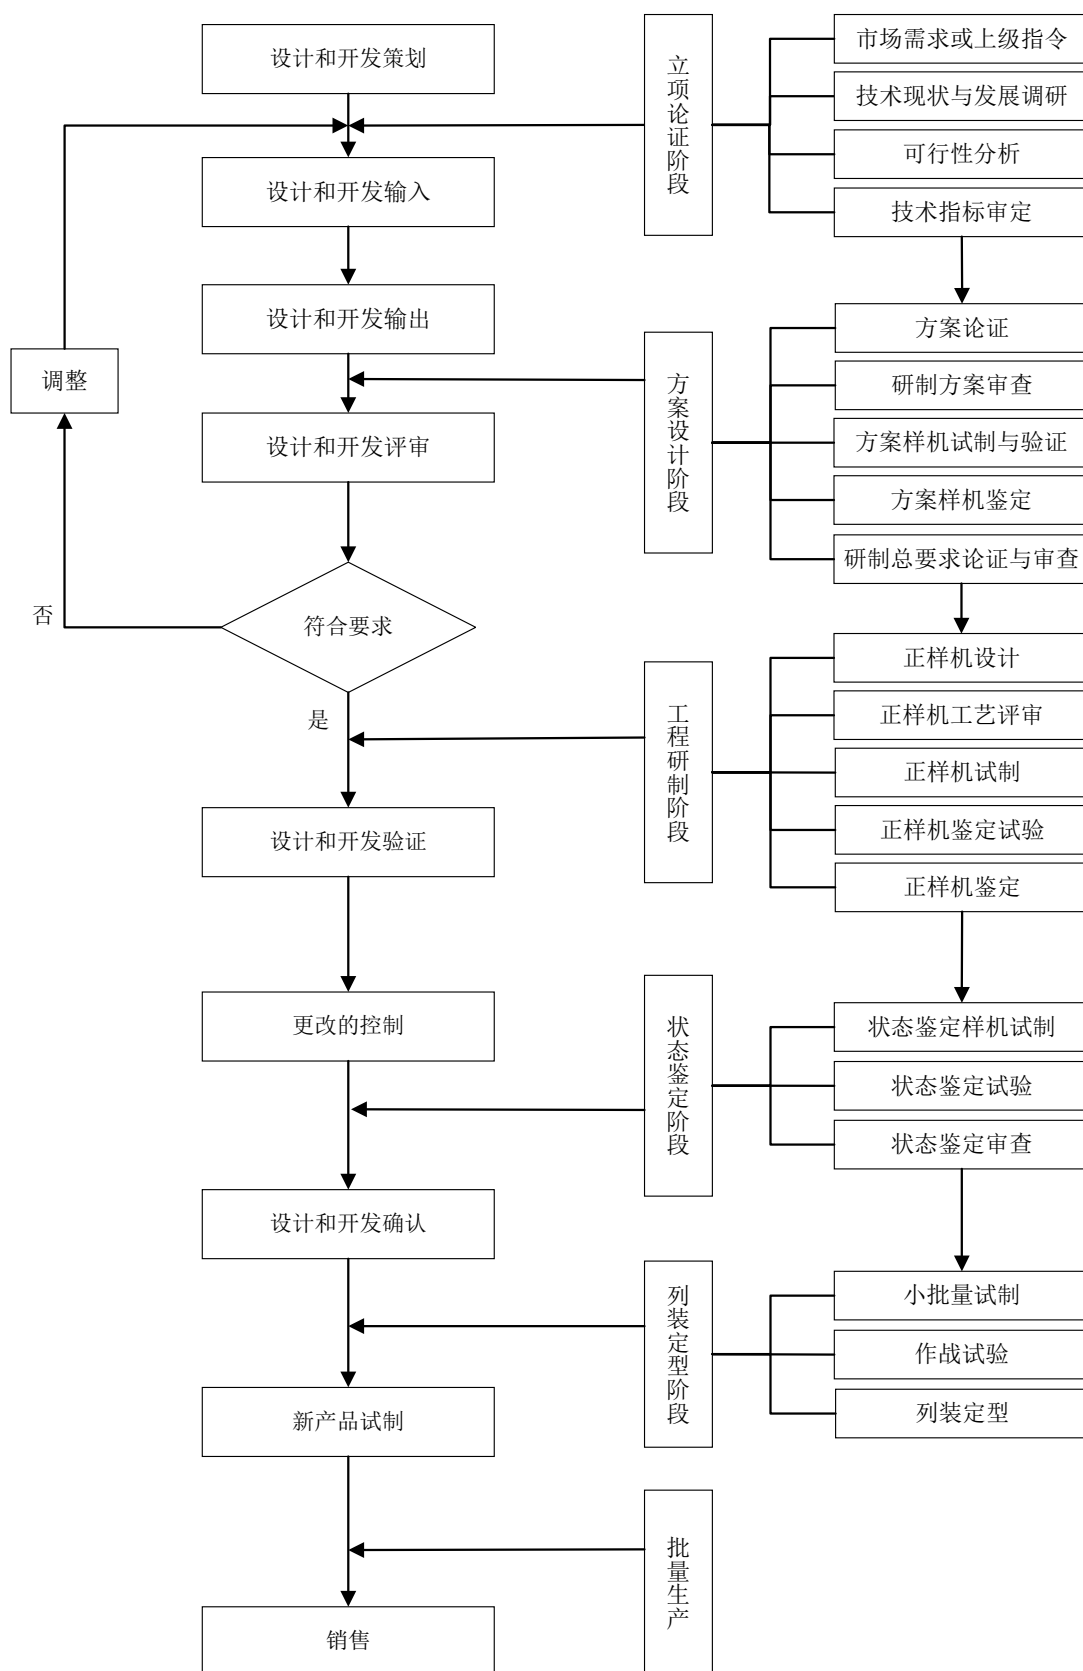 设计和开发策划
设计和开发输入
设计和开发输出
调整
设计和开发评审
否
符合要求
是
设计和开发验证
更改的控制
设计和开发确认
新产品试制
销售
立项论证阶段
方案设计阶段
工程研制阶段
状态鉴定阶段
列装定型阶段
批量生产
市场需求或上级指令
技术现状与发展调研
可行性分析
技术指标审定
方案论证
研制方案审查
方案样机试制与验证
方案样机鉴定
研制总要求论证与审查
正样机设计
正样机工艺评审
正样机试制
正样机鉴定试验
正样机鉴定
状态鉴定样机试制
状态鉴定试验
状态鉴定审查
小批量试制
作战试验
列装定型